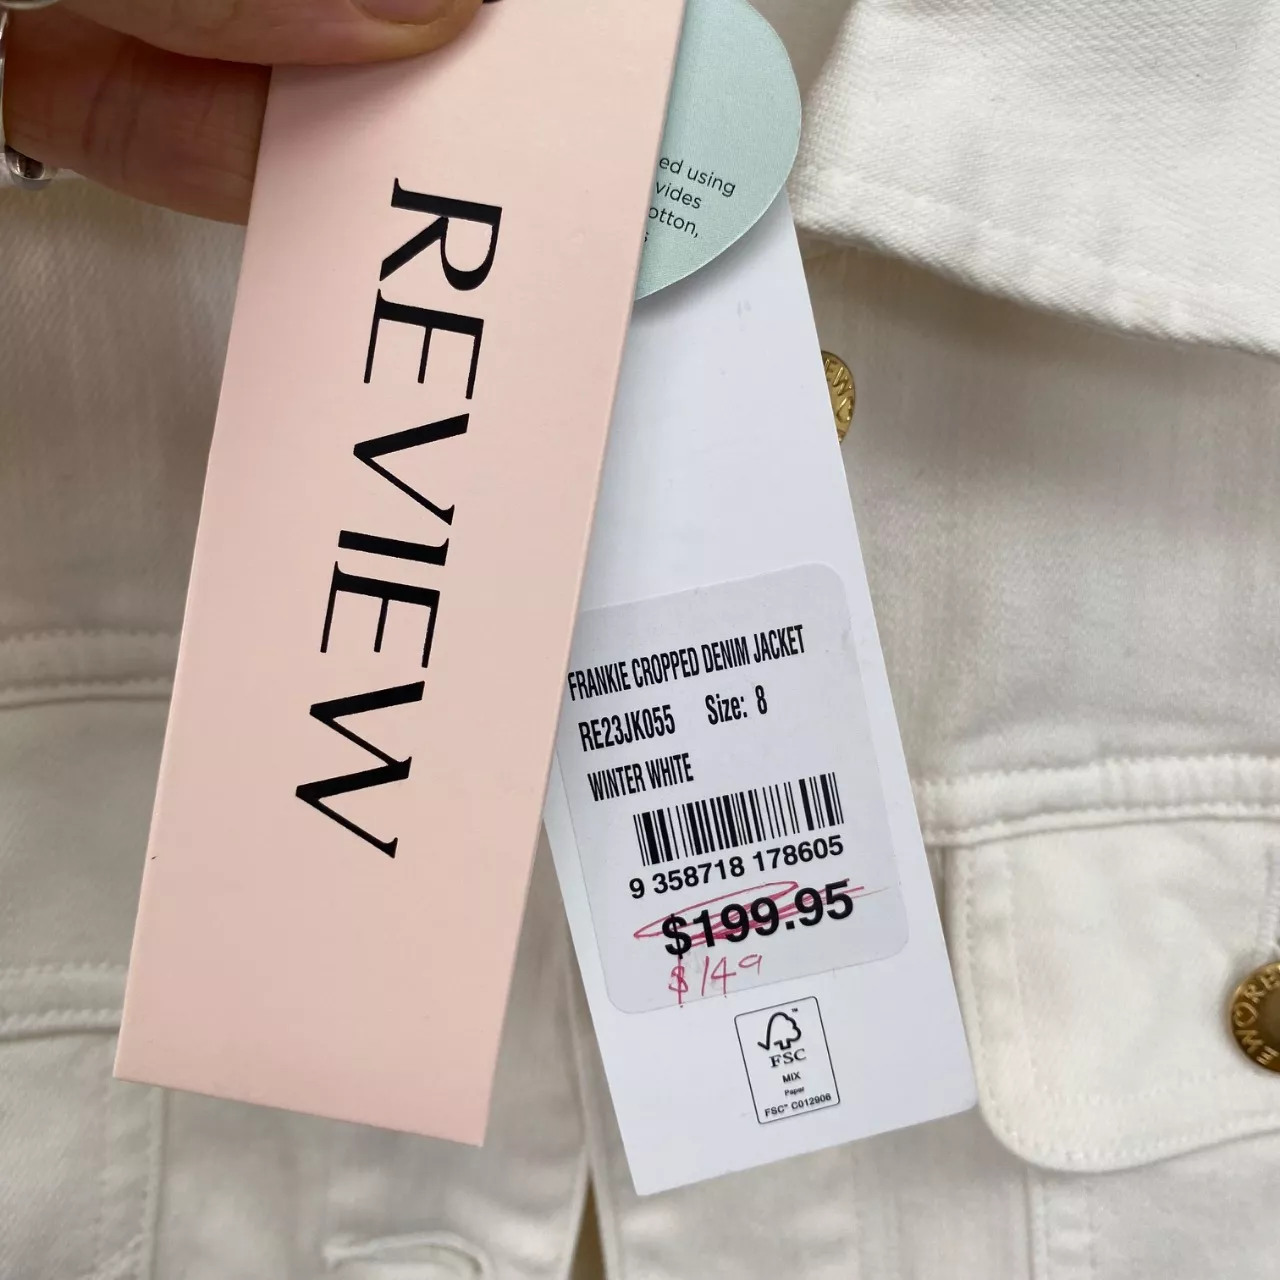 REVIEW
ed using
vides
otton,
FRANKIE CROPPED DENIM JACKET
RE23JK055 Size: 8
WINTER WHITE
9 358718 178605
$199.95
$149
FSC
MIX
Paper
FSC™ C012906